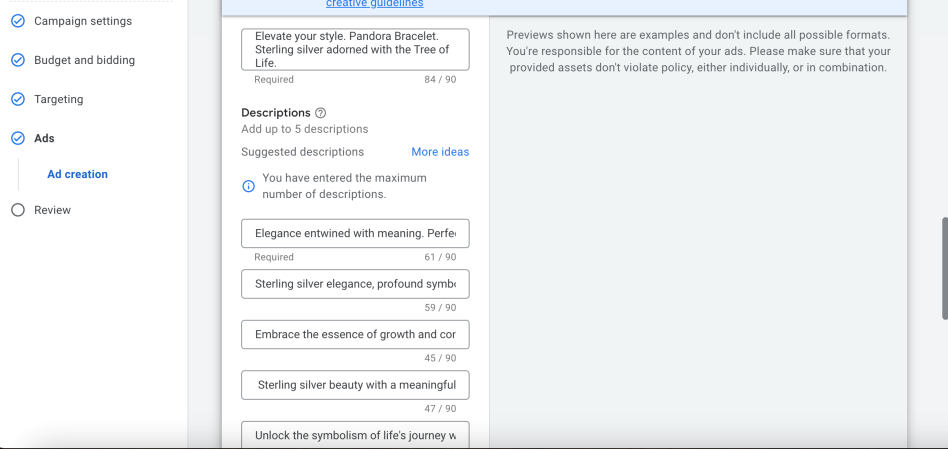 creative guidelines
Campaign settings
Budget and bidding
Targeting
Ads
Ad creation
Review
Elevate your style. Pandora Bracelet.
Sterling silver adorned with the Tree of
Life.
Required
84 / 90
Descriptions
Add up to 5 descriptions
Suggested descriptions
More ideas
You have entered the maximum
number of descriptions.
Elegance entwined with meaning. Perfe
Required
61 / 90
Sterling silver elegance, profound symb
59 / 90
Embrace the essence of growth and cor
45 / 90
Sterling silver beauty with a meaningful
47 / 90
Unlock the symbolism of life's journey w
Previews shown here are examples and don't include all possible formats.
You're responsible for the content of your ads. Please make sure that your
provided assets don't violate policy, either individually, or in combination.